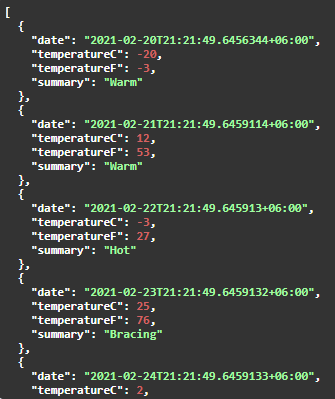 [
  {
    "date": "2021-02-20T21:21:49.6456344+06:00",
    "temperatureC": -20,
    "temperatureF": -3,
    "summary": "Warm"
  },
  {
    "date": "2021-02-21T21:21:49.6459114+06:00",
    "temperatureC": 12,
    "temperatureF": 53,
    "summary": "Warm"
  },
  {
    "date": "2021-02-22T21:21:49.645913+06:00",
    "temperatureC": -3,
    "temperatureF": 27,
    "summary": "Hot"
  },
  {
    "date": "2021-02-23T21:21:49.6459132+06:00",
    "temperatureC": 25,
    "temperatureF": 76,
    "summary": "Bracing"
  },
  {
    "date": "2021-02-24T21:21:49.6459133+06:00",
    "temperatureC": 2,